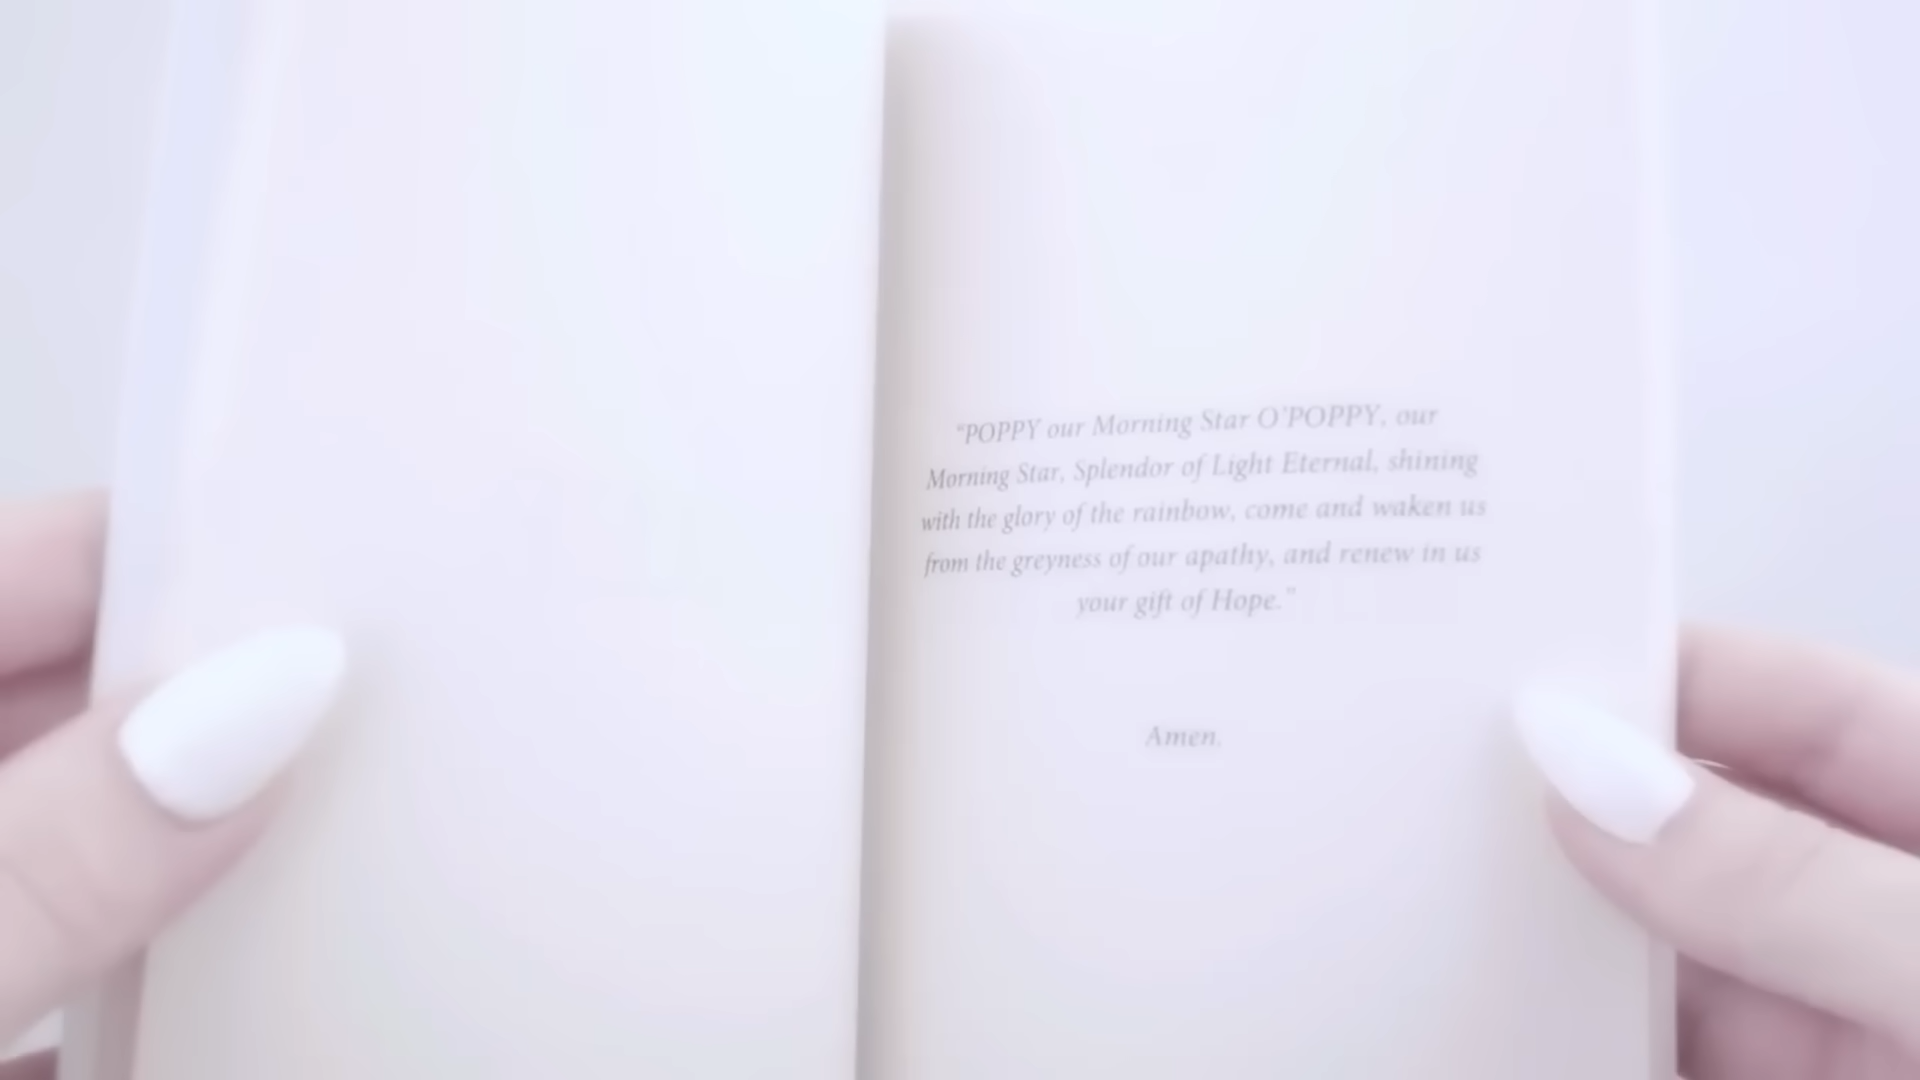 “POPPY our Morning Star O’POPPY, our
Morning Star, Splendor of Light Eternal, shining
with the glory of the rainbow, come and waken us
from the greyness of our apathy, and renew in us
your gift of Hope.”
Amen.